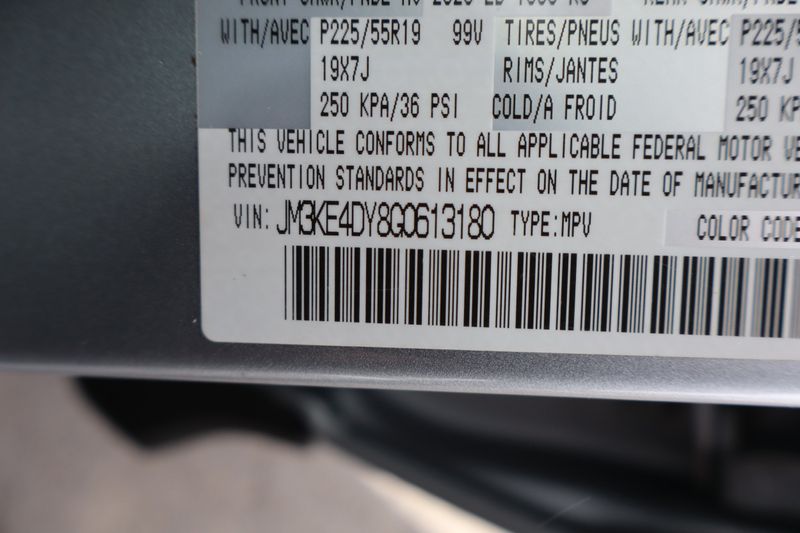 WITH/AVEC P225/55R19 99V TIRES/PNEUS WITH/AVEC
19X7J RIMS/JANTES 19X7J
250 KPA/36 PSI COLD/A FROID 250
THIS VEHICLE CONFORMS TO ALL APPLICABLE FEDERAL MOTOR
PREVENTION STANDARDS IN EFFECT ON THE DATE OF
VIN: JM3KE4DY8G0613180 TYPE:MPV COLOR CODE